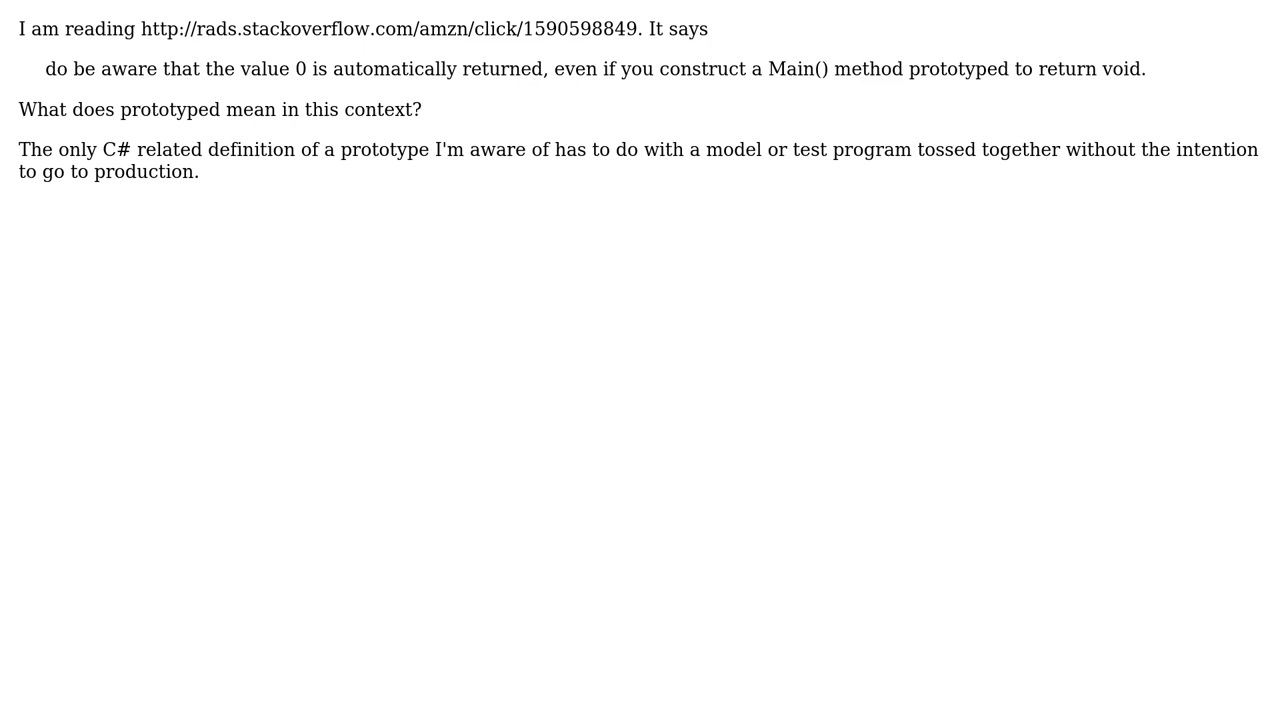 I am reading http://rads.stackoverflow.com/amzn/click/1590598849. It says
do be aware that the value 0 is automatically returned, even if you construct a Main() method prototyped to return void.
What does prototyped mean in this context?
The only C# related definition of a prototype I'm aware of has to do with a model or test program tossed together without the intention
to go to production.